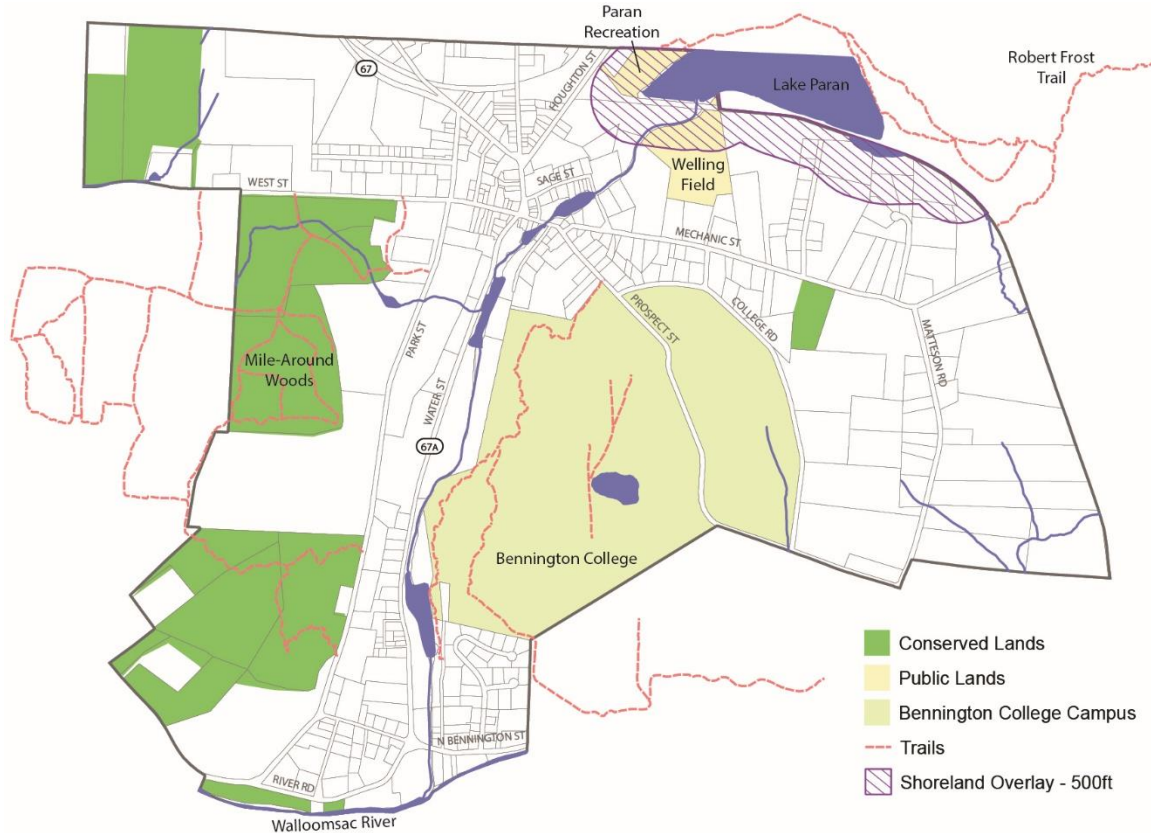 Paran
Recreation
Robert Frost
Trail
67
HOUGHTON ST
Lake Paran
Welling
Field
SAGE ST
WEST ST
MECHANIC ST
PROSPECT ST
COLLEGE RD
MATTESON RD
PARK ST
Mile-Around
Woods
WATER ST
67A
Bennington College
N BENNINGTON ST
RIVER RD
Walloomsac River
Conserved Lands
Public Lands
Bennington College Campus
Trails
Shoreland Overlay - 500ft